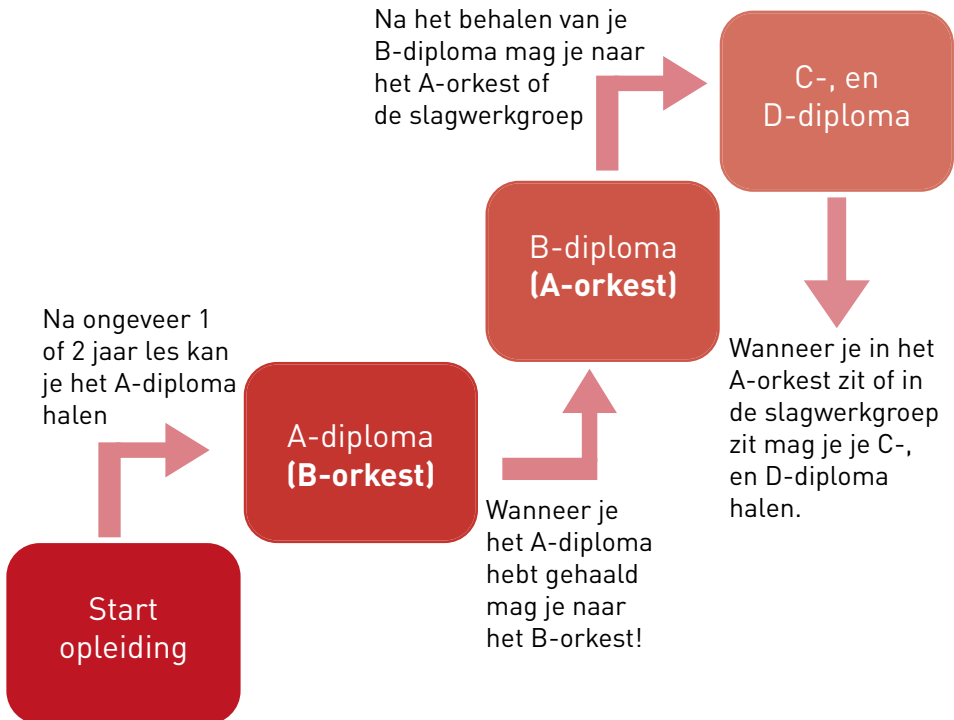 Na het behalen van je
B-diploma mag je naar
het A-orkest of
de slagwerkgroep
C-, en
D-diploma
B-diploma
(A-orkest)
Na ongeveer 1
of 2 jaar les kan
je het A-diploma
halen
Wanneer je in het
A-orkest zit of in
de slagwerkgroep
zit mag je je C-,
en D-diploma
halen.
A-diploma
(B-orkest)
Wanneer je
het A-diploma
hebt gehaald
mag je naar
het B-orkest!
Start
opleiding